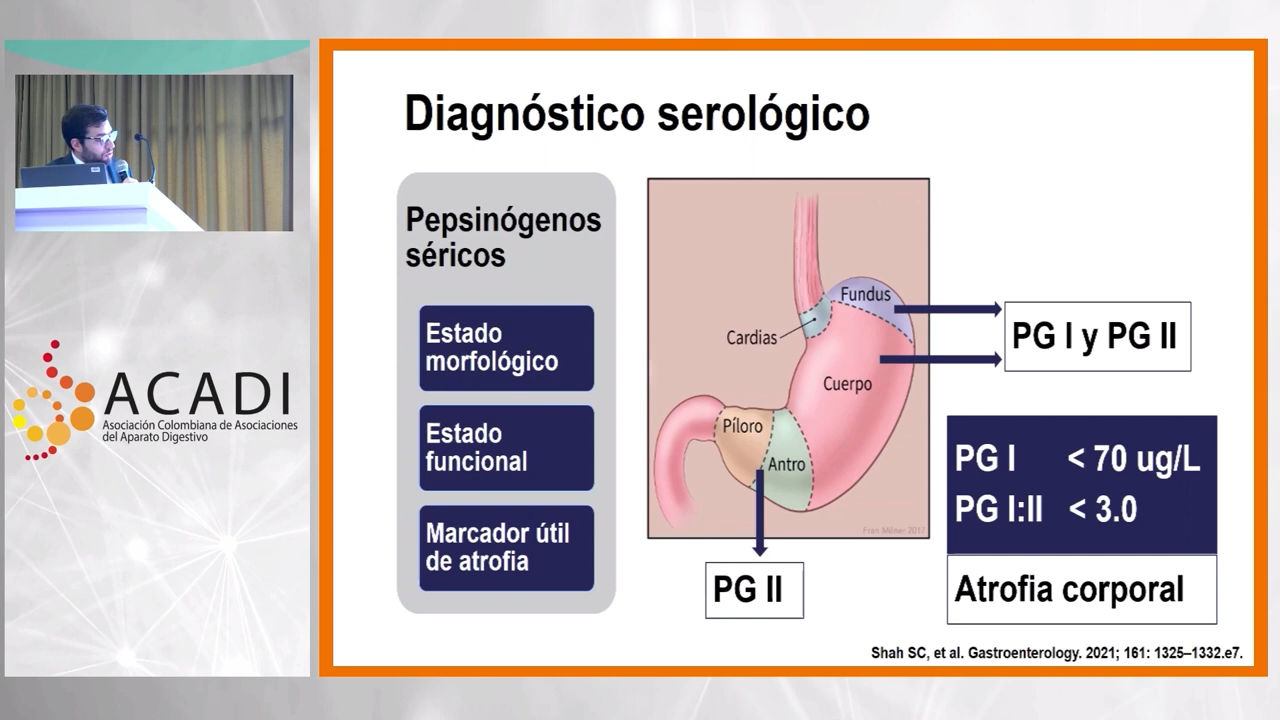 Diagnóstico serológico
Pepsinógenos
séricos
Estado
morfológico
Estado
funcional
Marcador útil
de atrofia
Fundus
Cardias
Cuerpo
Píloro
Antro
Fran Milner 2017
PG II
PG I y PG II
PG I < 70 ug/L
PG I:II < 3.0
Atrofia corporal
Shah SC, et al. Gastroenterology. 2021; 161: 1325–1332.e7.
ACADI
Asociación Colombiana de Asociaciones
del Aparato Digestivo